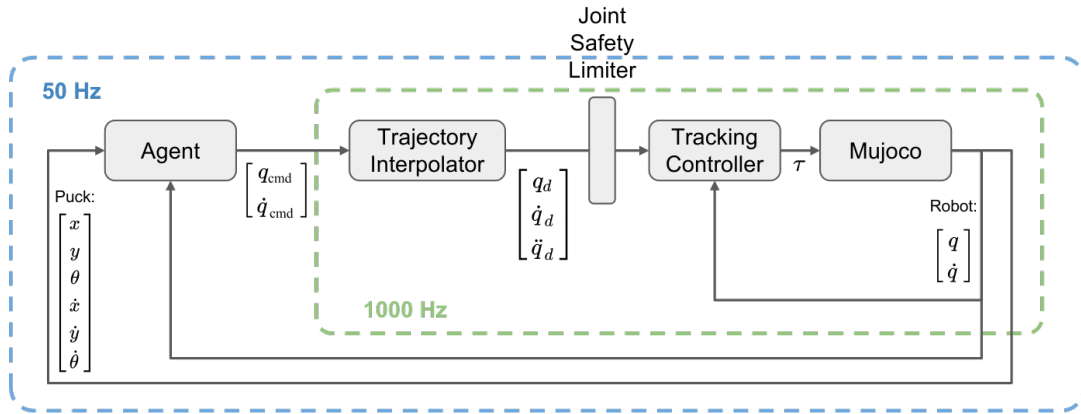 Joint
Safety
Limiter
50 Hz
Agent
Trajectory
Interpolator
Tracking
Controller
Mujoco
τ
q_cmd
q̇_cmd
q_d
q̇_d
q̈_d
Puck:
x
y
θ
ẋ
ẏ
θ̇
Robot:
q
q̇
1000 Hz